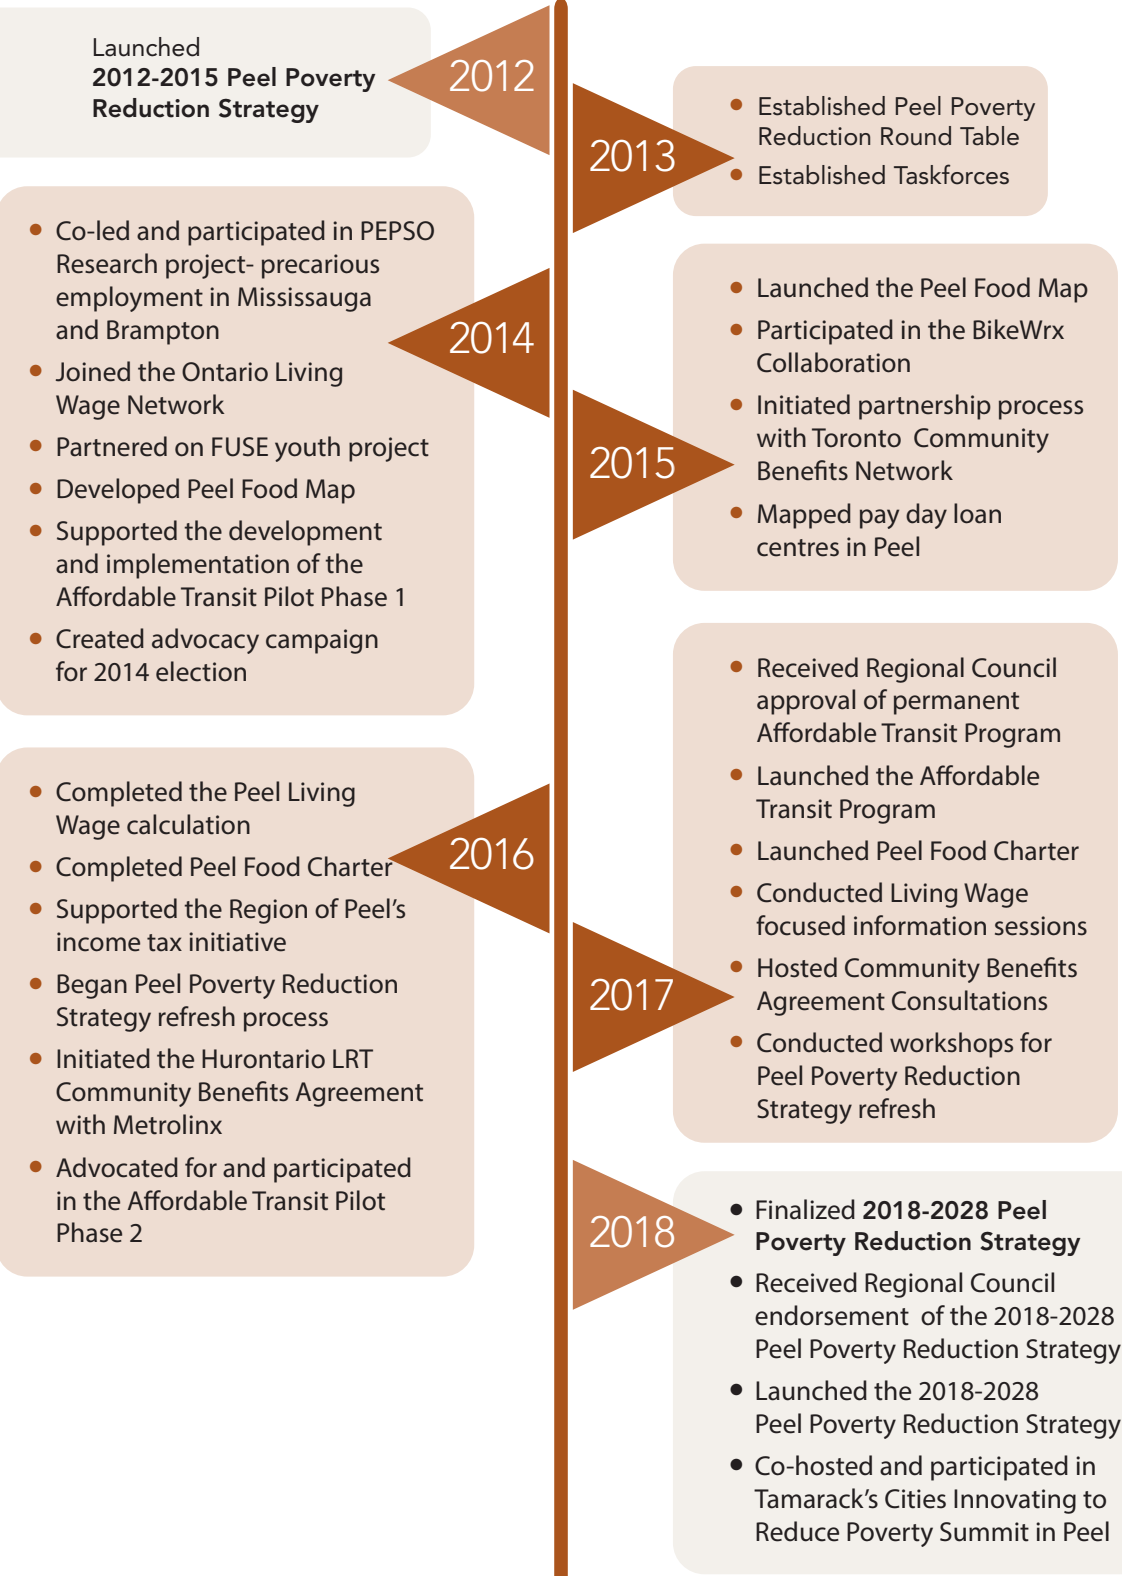 Launched
2012-2015 Peel Poverty
Reduction Strategy
2012
2013
• Established Peel Poverty
Reduction Round Table
• Established Taskforces
• Co-led and participated in PEPSO
Research project- precarious
employment in Mississauga
and Brampton
• Joined the Ontario Living
Wage Network
• Partnered on FUSE youth project
• Developed Peel Food Map
• Supported the development
and implementation of the
Affordable Transit Pilot Phase 1
• Created advocacy campaign
for 2014 election
2014
2015
• Launched the Peel Food Map
• Participated in the BikeWrx
Collaboration
• Initiated partnership process
with Toronto Community
Benefits Network
• Mapped pay day loan
centres in Peel
• Completed the Peel Living
Wage calculation
• Completed Peel Food Charter
• Supported the Region of Peel's
income tax initiative
• Began Peel Poverty Reduction
Strategy refresh process
• Initiated the Hurontario LRT
Community Benefits Agreement
with Metrolinx
• Advocated for and participated
in the Affordable Transit Pilot
Phase 2
2016
2017
• Received Regional Council
approval of permanent
Affordable Transit Program
• Launched the Affordable
Transit Program
• Launched Peel Food Charter
• Conducted Living Wage
focused information sessions
• Hosted Community Benefits
Agreement Consultations
• Conducted workshops for
Peel Poverty Reduction
Strategy refresh
2018
• Finalized 2018-2028 Peel
Poverty Reduction Strategy
• Received Regional Council
endorsement of the 2018-2028
Peel Poverty Reduction Strategy
• Launched the 2018-2028
Peel Poverty Reduction Strategy
• Co-hosted and participated in
Tamarack's Cities Innovating to
Reduce Poverty Summit in Peel